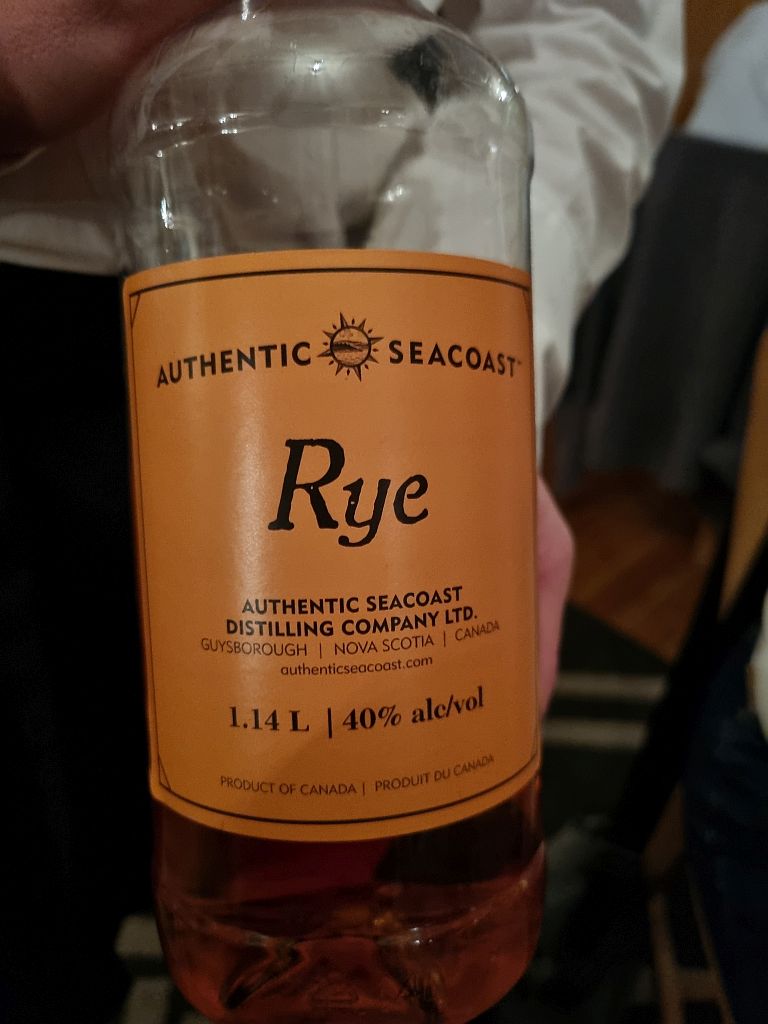 AUTHENTIC SEACOAST™
Rye
AUTHENTIC SEACOAST
DISTILLING COMPANY LTD.
GUYSBOROUGH | NOVA SCOTIA | CANADA
authenticseacoast.com
1.14 L | 40% alc/vol
PRODUCT OF CANADA | PRODUIT DU CANADA